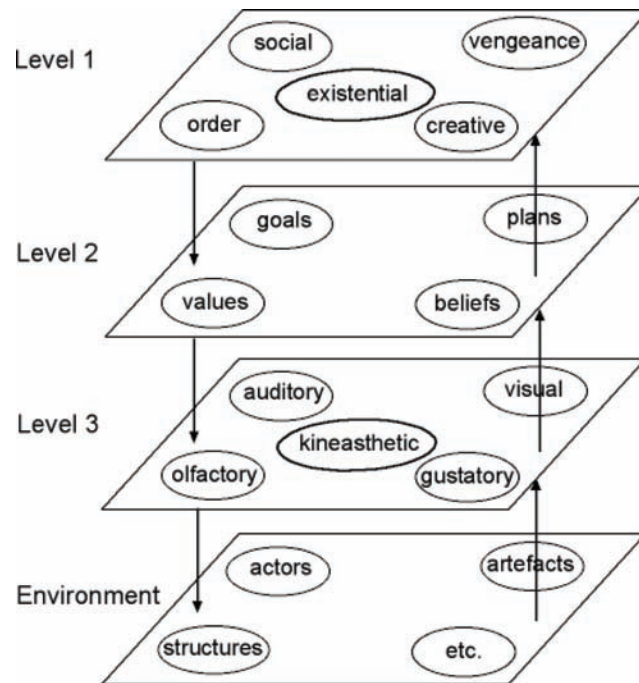 Level 1
social
vengeance
existential
order
creative
Level 2
goals
plans
values
beliefs
Level 3
auditory
visual
kineasthetic
olfactory
gustatory
Environment
actors
artefacts
structures
etc.